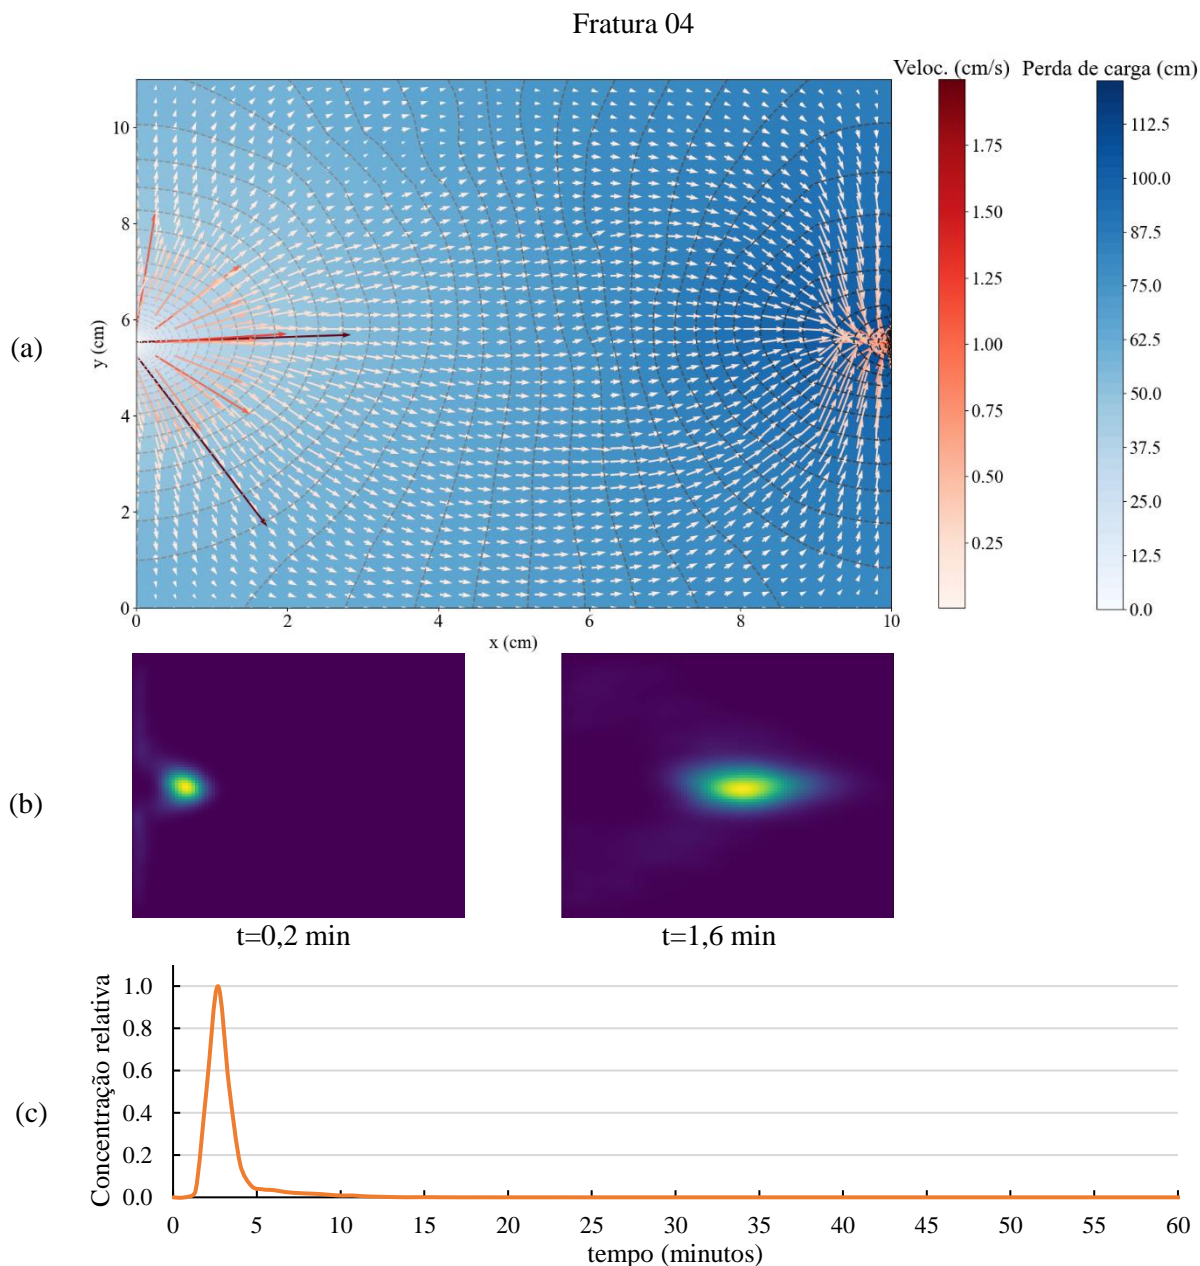 Fratura 04
Veloc. (cm/s) Perda de carga (cm)
(a)
y (cm)
10
8
6
4
2
0
0 2 4 6 8 10
x (cm)
1.75
1.50
1.25
1.00
0.75
0.50
0.25
112.5
100.0
87.5
75.0
62.5
50.0
37.5
25.0
12.5
0.0
(b)
t=0,2 min t=1,6 min
(c)
Concentração relativa
1.0
0.8
0.6
0.4
0.2
0.0
0 5 10 15 20 25 30 35 40 45 50 55 60
tempo (minutos)